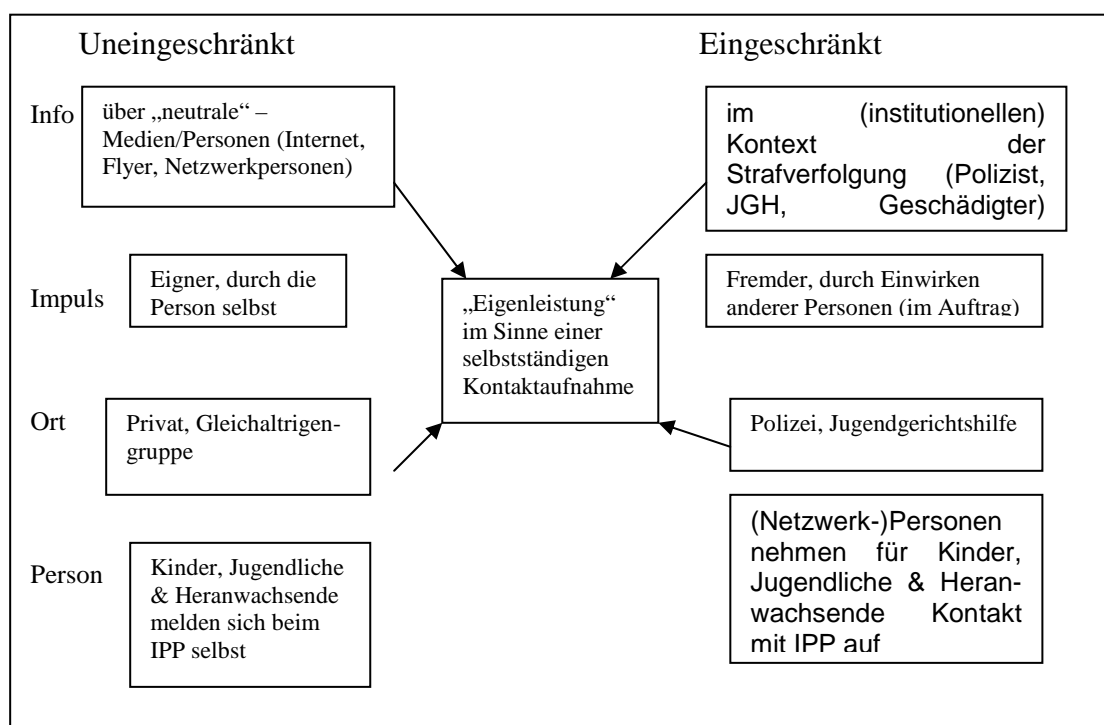 Uneingeschränkt
Eingeschränkt
Info
über „neutrale“ –
Medien/Personen (Internet,
Flyer, Netzwerkpersonen)
im (institutionellen)
Kontext der
Strafverfolgung (Polizist,
JGH, Geschädigter)
Impuls
Eigner, durch die
Person selbst
„Eigenleistung“
im Sinne einer
selbstständigen
Kontaktaufnahme
Fremder, durch Einwirken
anderer Personen (im Auftrag)
Ort
Privat, Gleichaltrigen-
gruppe
Polizei, Jugendgerichtshilfe
Person
Kinder, Jugendliche
& Heranwachsende
melden sich beim
IPP selbst
(Netzwerk-)Personen
nehmen für Kinder,
Jugendliche & Heran-
wachsende Kontakt
mit IPP auf